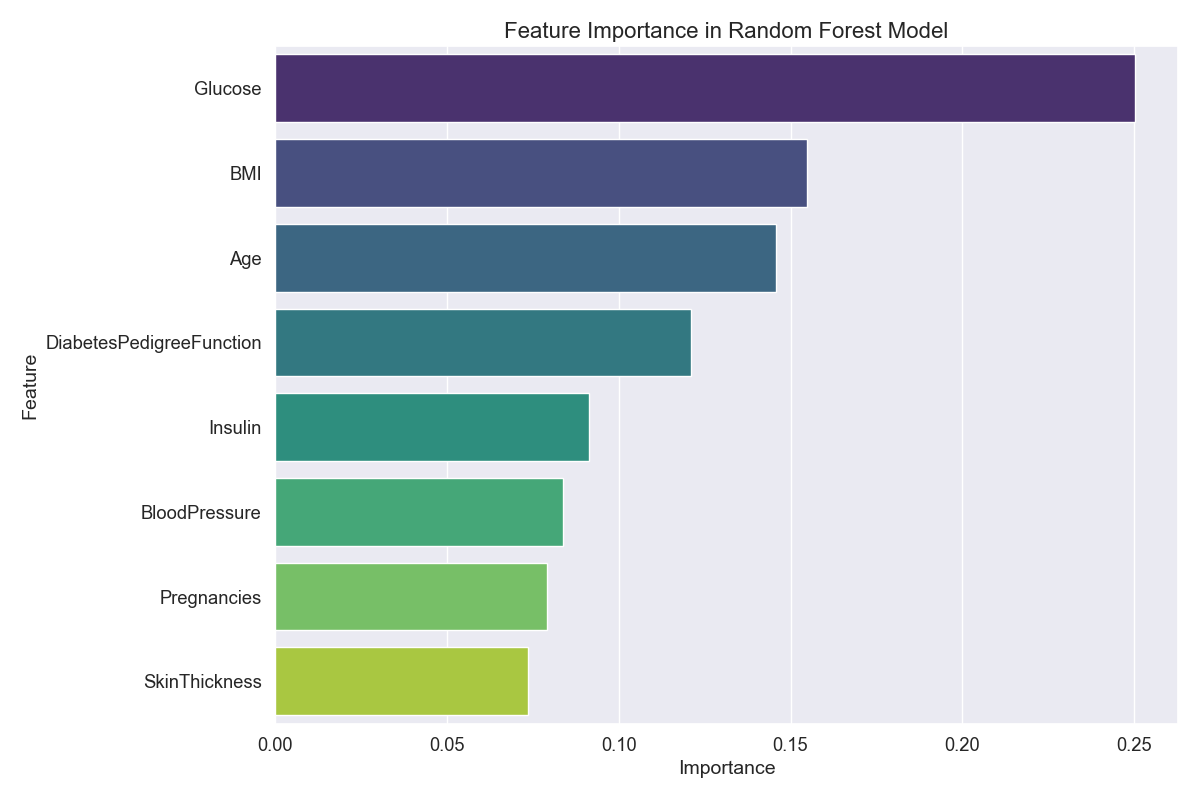 Feature Importance in Random Forest Model
Feature
Glucose
BMI
Age
DiabetesPedigreeFunction
Insulin
BloodPressure
Pregnancies
SkinThickness
0.00 0.05 0.10 0.15 0.20 0.25
Importance